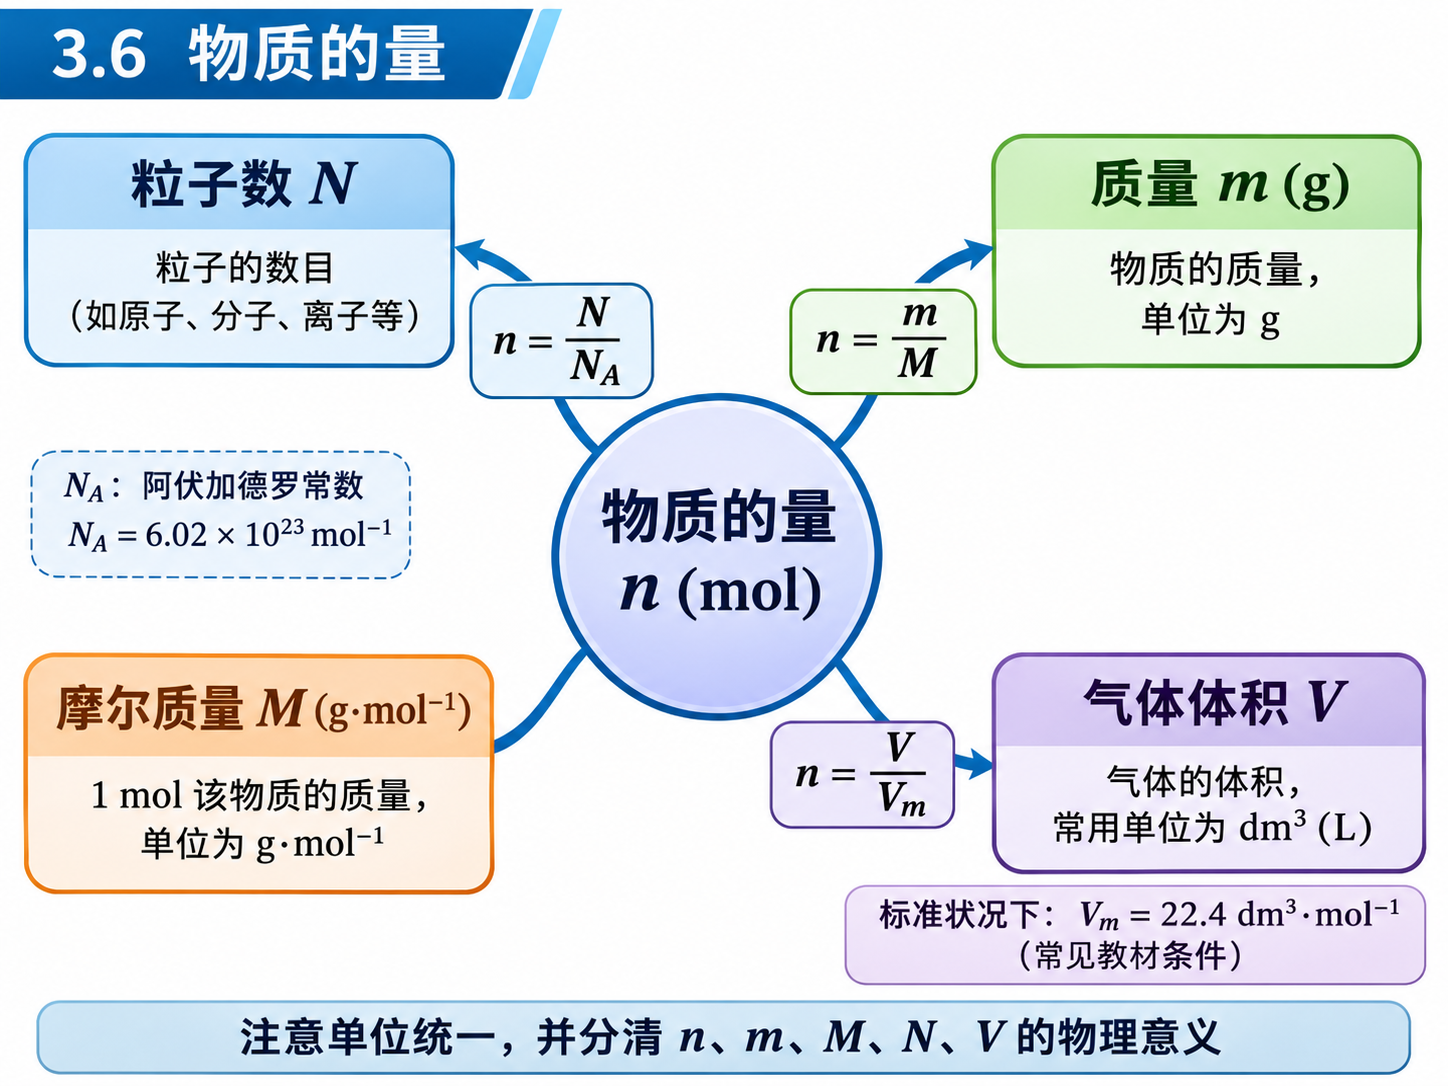 3.6 物质的量
粒子数 N
粒子的数目
（如原子、分子、离子等）
n = N/N_A
质量 m (g)
物质的质量，
单位为 g
n = m/M
N_A：阿伏加德罗常数
N_A = 6.02 × 10²³ mol⁻¹
物质的量
n (mol)
摩尔质量 M (g·mol⁻¹)
1 mol 该物质的质量，
单位为 g·mol⁻¹
n = V/V_m
气体体积 V
气体的体积，
常用单位为 dm³ (L)
标准状况下：V_m = 22.4 dm³·mol⁻¹
（常见教材条件）
注意单位统一，并分清 n、m、M、N、V 的物理意义